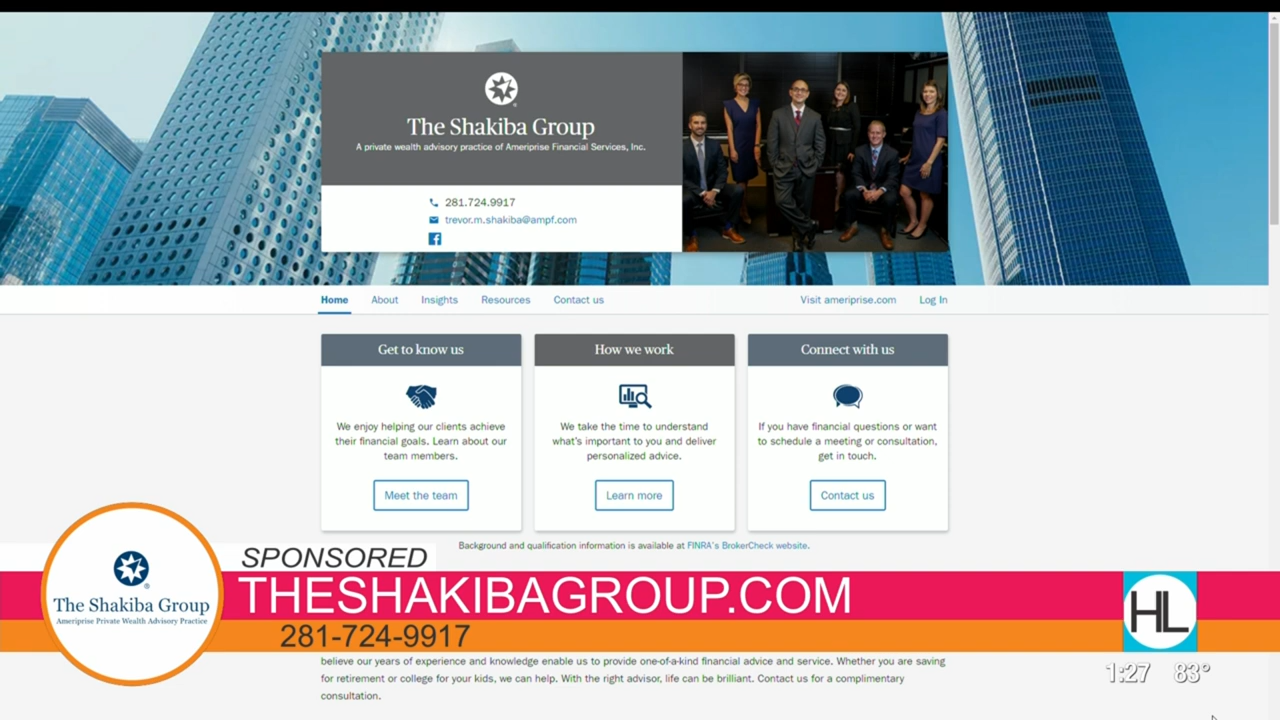 The Shakiba Group
A private wealth advisory practice of Ameriprise Financial Services, Inc.
281.724.9917
trevor.m.shakiba@ampf.com
Home About Insights Resources Contact us Visit ameriprise.com Log In
Get to know us
We enjoy helping our clients achieve
their financial goals. Learn about our
team members.
Meet the team
How we work
We take the time to understand
what's important to you and deliver
personalized advice.
Learn more
Connect with us
If you have financial questions or want
to schedule a meeting or consultation,
get in touch.
Contact us
Background and qualification information is available at FINRA's BrokerCheck website.
SPONSORED
THESHAKIBAGROUP.COM
281-724-9917
The Shakiba Group
Ameriprise Private Wealth Advisory Practice
HL
believe our years of experience and knowledge enable us to provide one-of-a-kind financial advice and service. Whether you are saving
for retirement or college for your kids, we can help. With the right advisor, life can be brilliant. Contact us for a complimentary
consultation.
1:27 83°